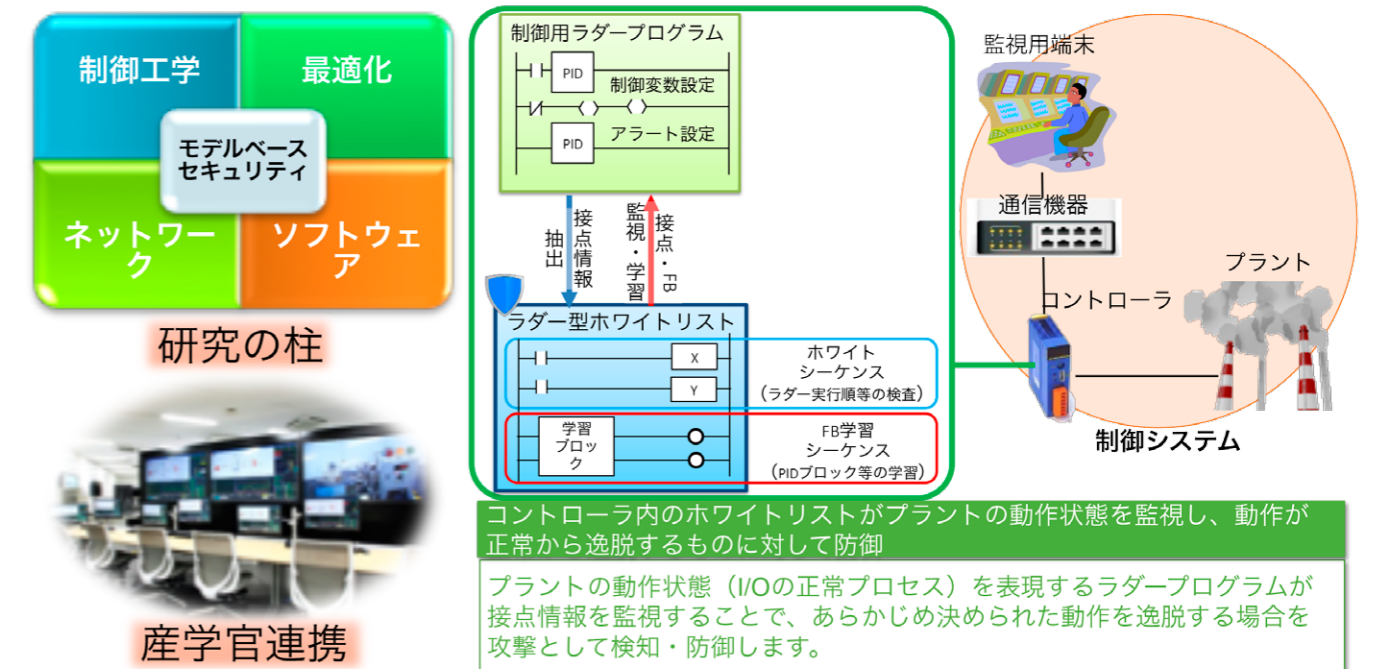 制御工学
最適化
モデルベース
セキュリティ
ネットワー
ク
ソフトウェ
ア
研究の柱
産学官連携
制御用ラダープログラム
PID
制御変数設定
アラート設定
PID
接点情報
抽出
接点・FB
監視・学習
ラダー型ホワイトリスト
X
Y
ホワイト
シーケンス
(ラダー実行順等の検査)
学習
ブロッ
ク
FB学習
シーケンス
(PIDブロック等の学習)
監視用端末
通信機器
コントローラ
プラント
制御システム
コントローラ内のホワイトリストがプラントの動作状態を監視し、動作が
正常から逸脱するものに対して防御
プラントの動作状態（I/Oの正常プロセス）を表現するラダープログラムが
接点情報を監視することで、あらかじめ決められた動作を逸脱する場合を
攻撃として検知・防御します。